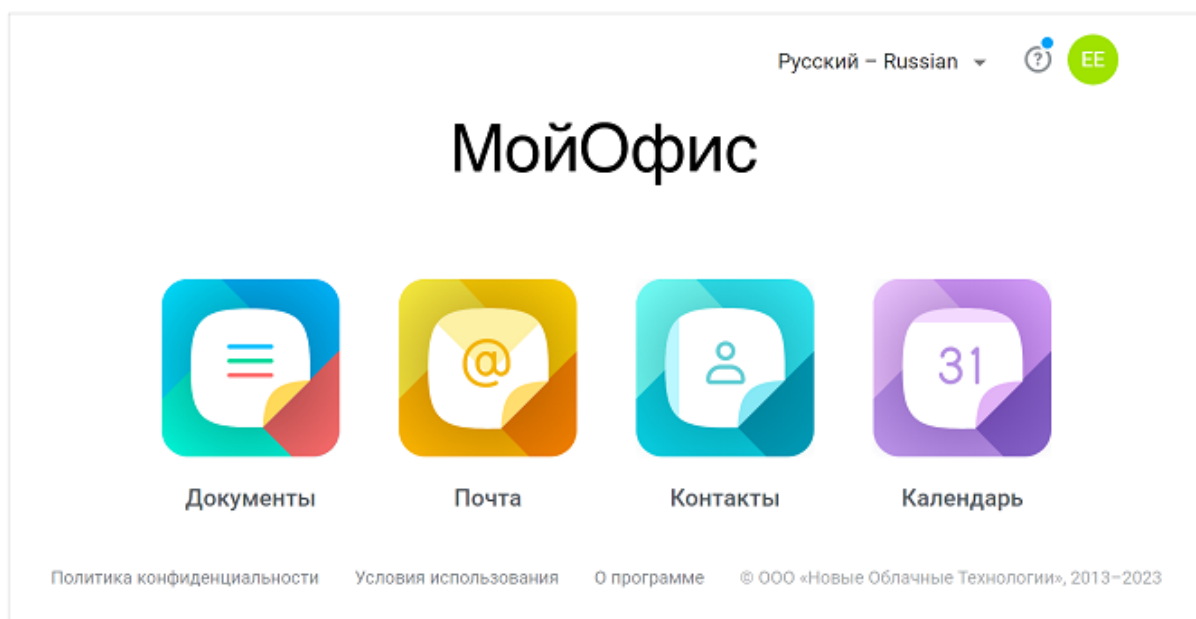 Русский – Russian
?
EE
МойОфис
@
31
Документы
Почта
Контакты
Календарь
Политика конфиденциальности
Условия использования
О программе
© ООО «Новые Облачные Технологии», 2013–2023